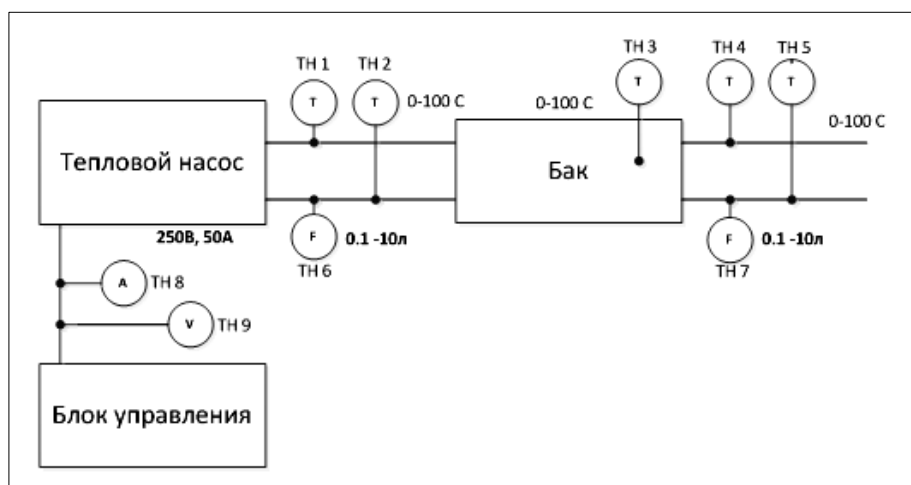 ТН 1
ТН 2
ТН 3
ТН 4
ТН 5
Т
Т
0-100 С
0-100 С
Т
Т
Т
0-100 С
Тепловой насос
Бак
250В, 50А
F
0.1 -10л
F
0.1 -10л
ТН 6
ТН 7
А
ТН 8
V
ТН 9
Блок управления